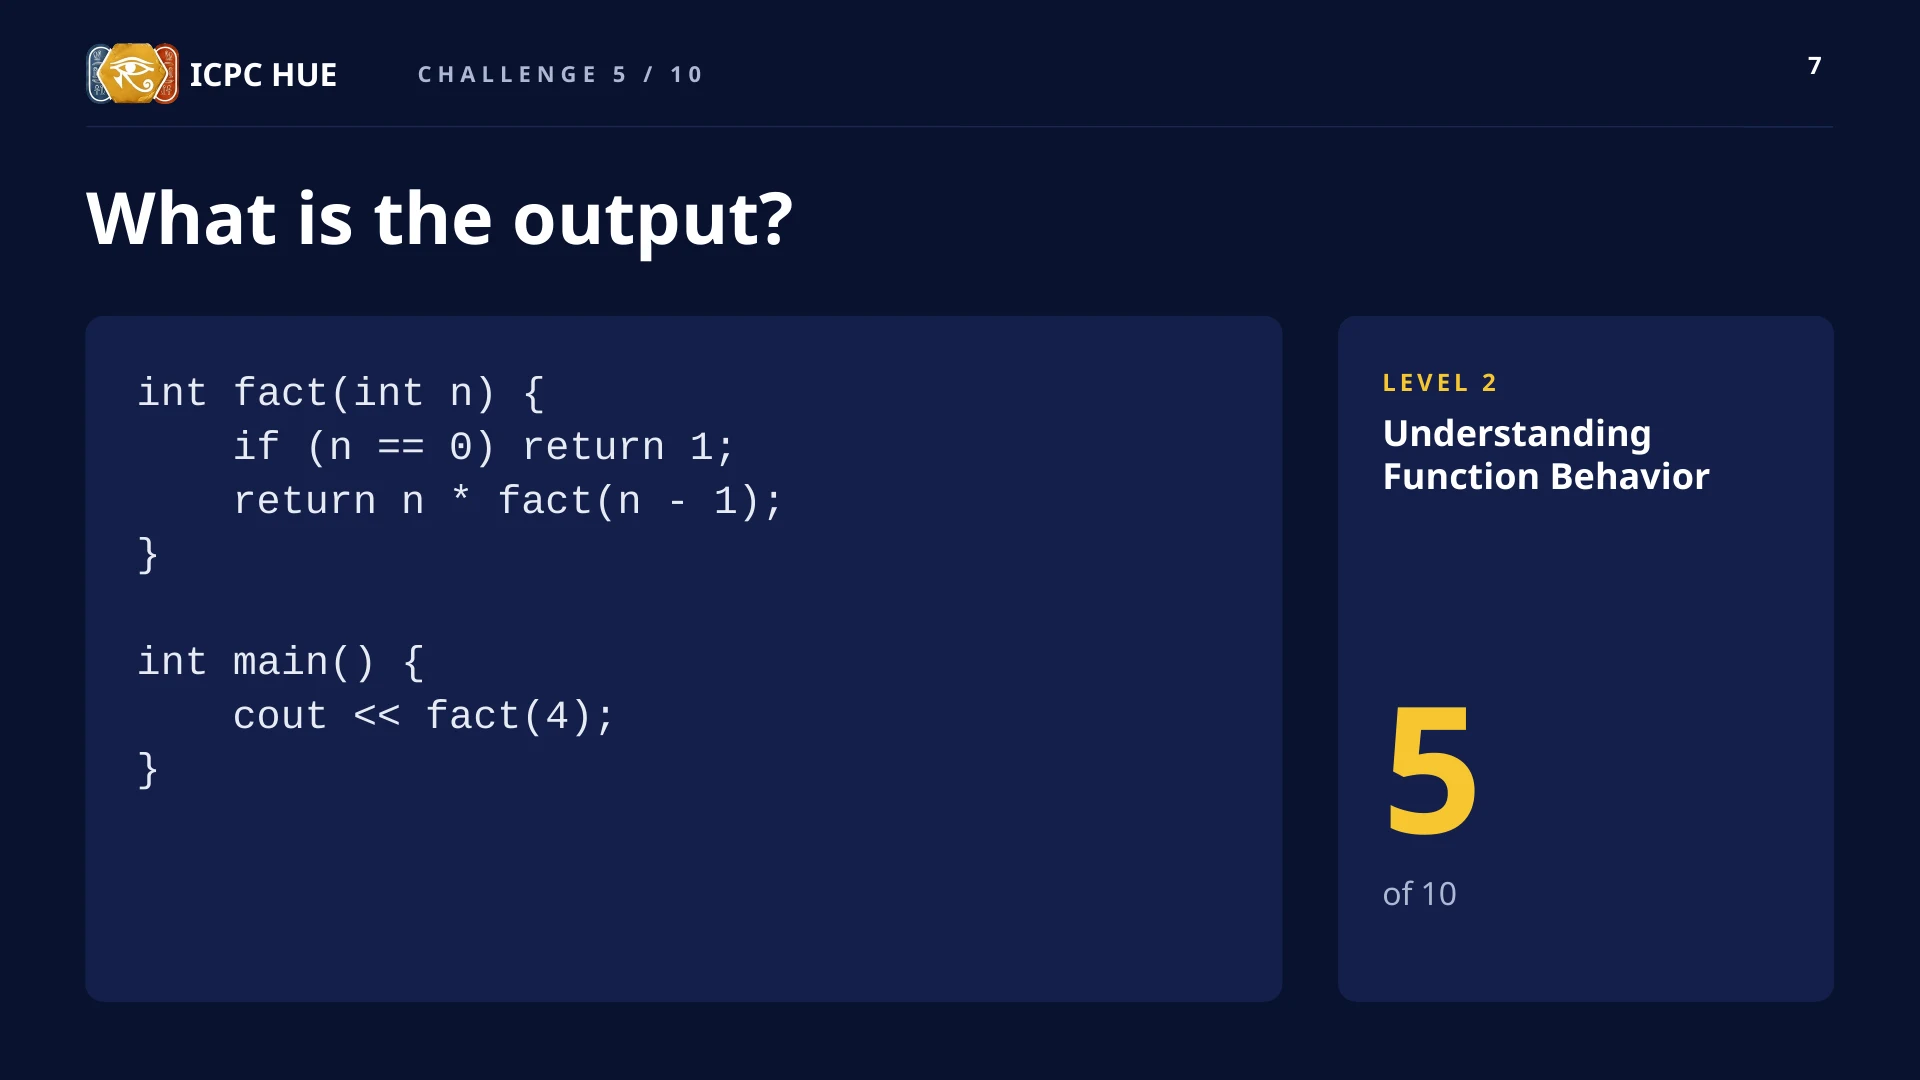 ICPC HUE
CHALLENGE 5 / 10
7
What is the output?
int fact(int n) {
    if (n == 0) return 1;
    return n * fact(n - 1);
}

int main() {
    cout << fact(4);
}
LEVEL 2
Understanding
Function Behavior
5
of 10